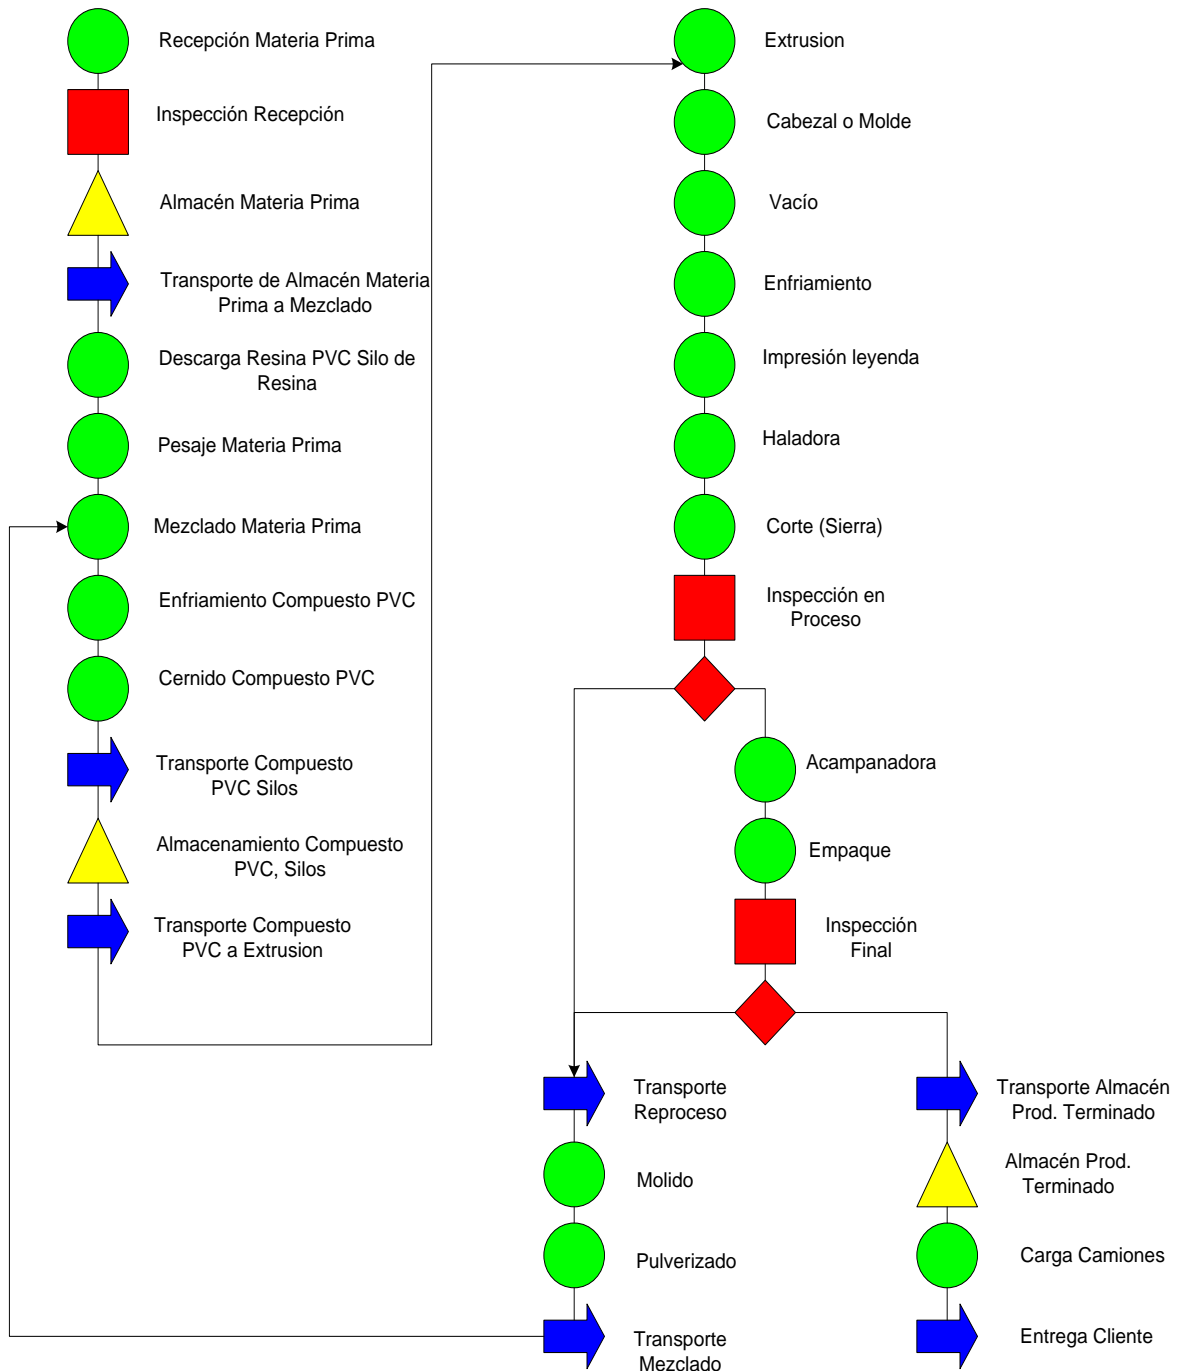 Recepción Materia Prima
Inspección Recepción
Almacén Materia Prima
Transporte de Almacén Materia
Prima a Mezclado
Descarga Resina PVC Silo de
Resina
Pesaje Materia Prima
Mezclado Materia Prima
Enfriamiento Compuesto PVC
Cernido Compuesto PVC
Transporte Compuesto
PVC Silos
Almacenamiento Compuesto
PVC, Silos
Transporte Compuesto
PVC a Extrusion
Extrusion
Cabezal o Molde
Vacío
Enfriamiento
Impresión leyenda
Haladora
Corte (Sierra)
Inspección en
Proceso
Acampanadora
Empaque
Inspección
Final
Transporte
Reproceso
Molido
Pulverizado
Transporte
Mezclado
Transporte Almacén
Prod. Terminado
Almacén Prod.
Terminado
Carga Camiones
Entrega Cliente